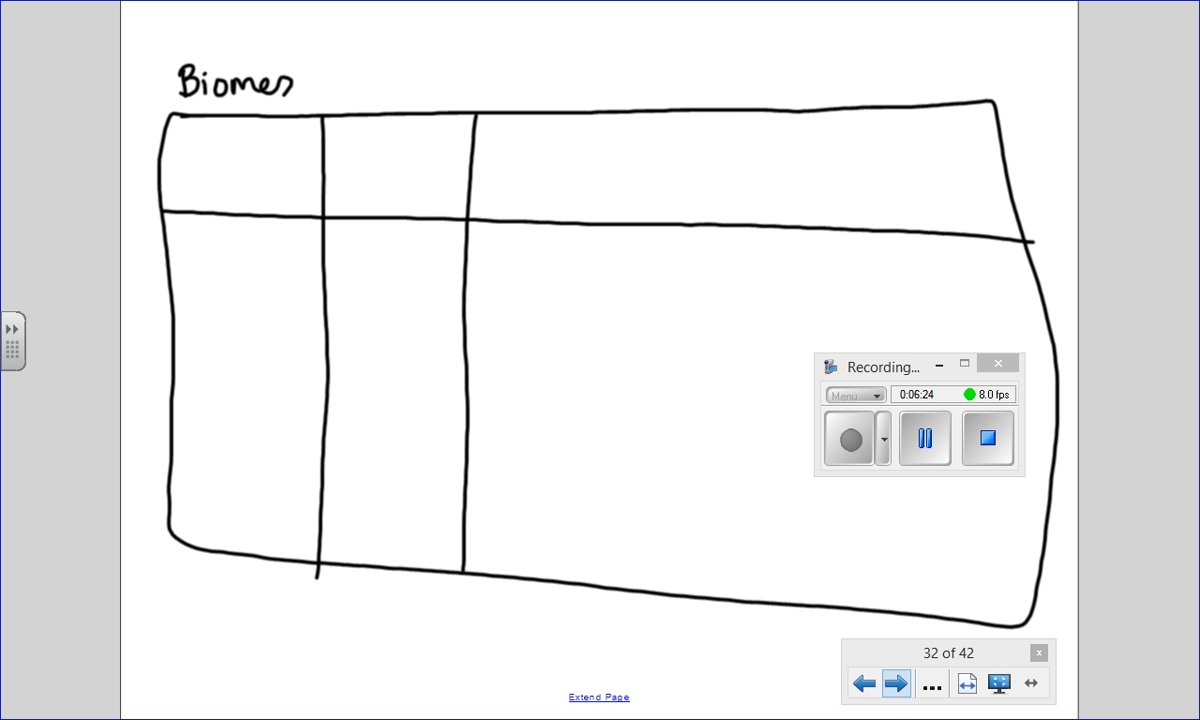 Biomes
Recording...
Menu
0:06:24
8.0 fps
32 of 42
...
Extend Page